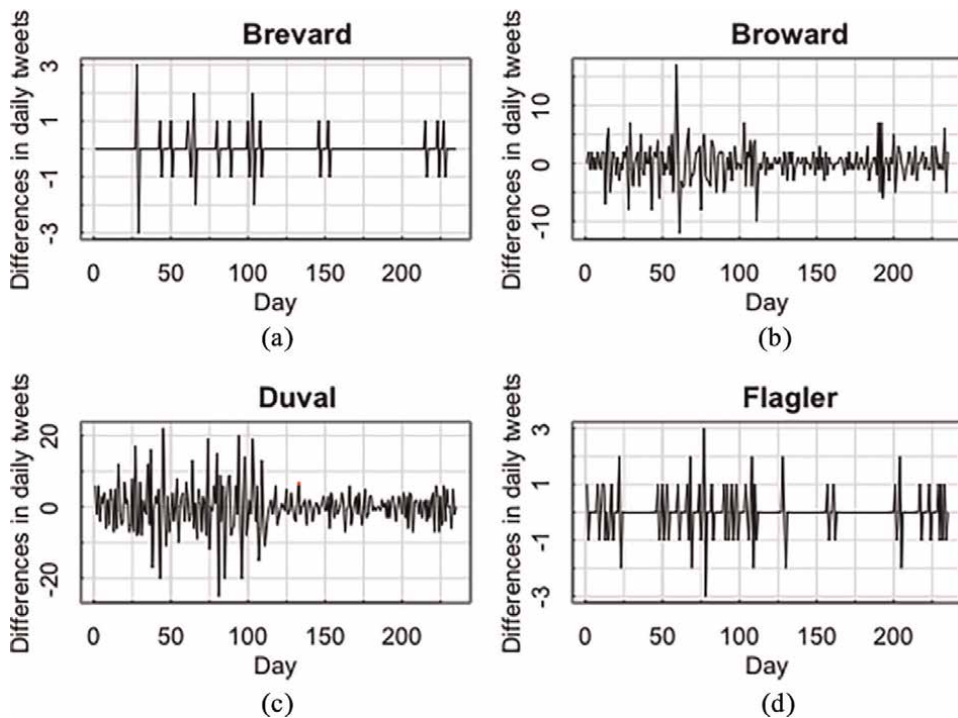 Brevard
Differences in daily tweets
3
1
-1
-3
0 50 100 150 200
Day
(a)
Broward
Differences in daily tweets
10
0
-10
0 50 100 150 200
Day
(b)
Duval
Differences in daily tweets
20
0
-20
0 50 100 150 200
Day
(c)
Flagler
Differences in daily tweets
3
1
-1
-3
0 50 100 150 200
Day
(d)